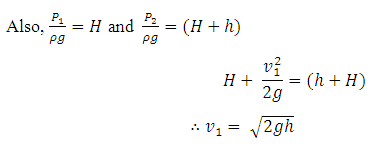 Also, P₁/ρg = H and P₂/ρg = (H + h)
H + v₁²/2g = (h + H)
∴ v₁ = √2gh